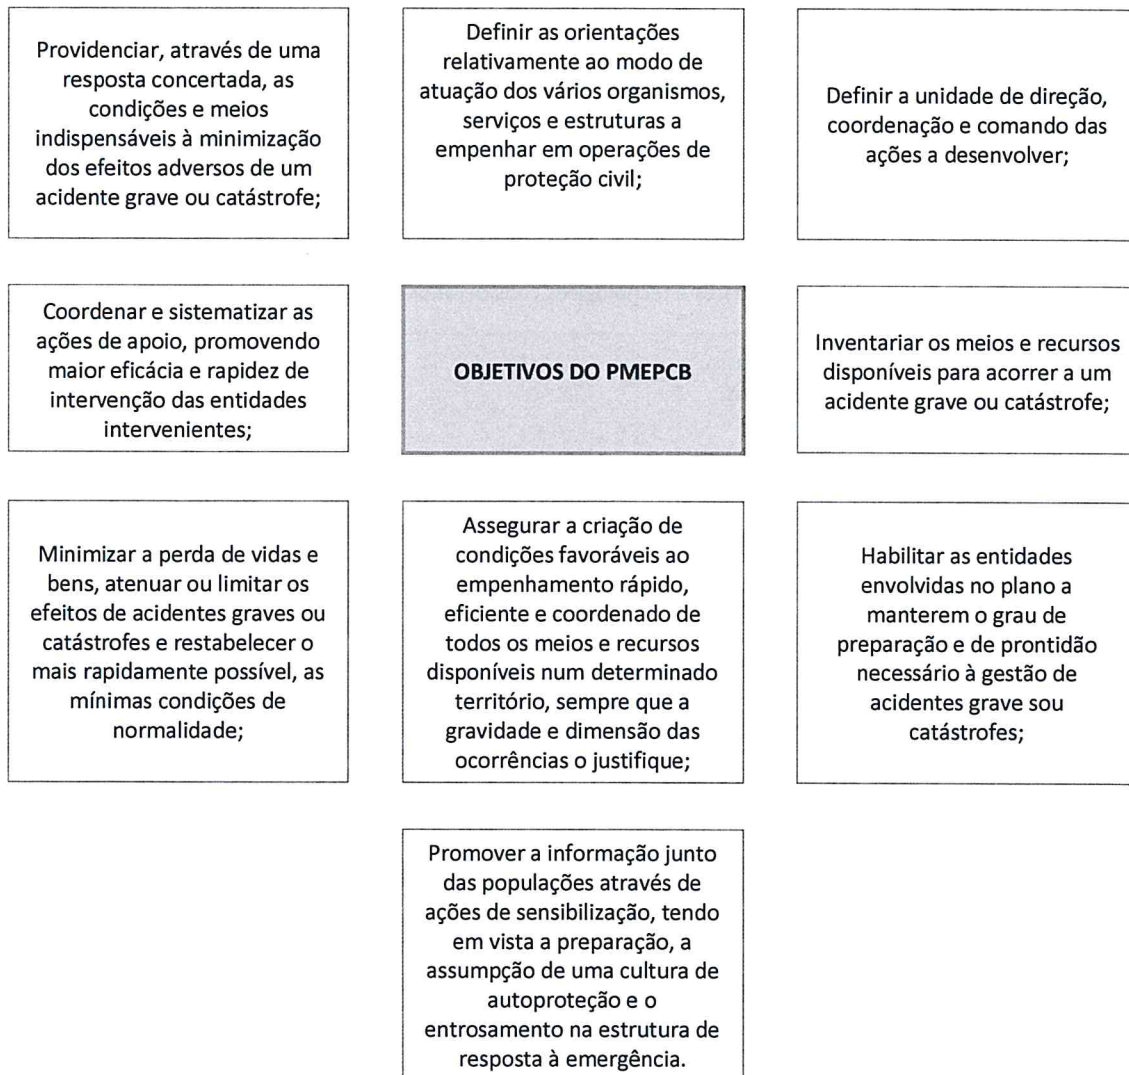 Providenciar, através de uma
resposta concertada, as
condições e meios
indispensáveis à minimização
dos efeitos adversos de um
acidente grave ou catástrofe;
Definir as orientações
relativamente ao modo de
atuação dos vários organismos,
serviços e estruturas a
empenhar em operações de
proteção civil;
Definir a unidade de direção,
coordenação e comando das
ações a desenvolver;
Coordenar e sistematizar as
ações de apoio, promovendo
maior eficácia e rapidez de
intervenção das entidades
intervenientes;
OBJETIVOS DO PMEPCB
Inventariar os meios e recursos
disponíveis para acorrer a um
acidente grave ou catástrofe;
Minimizar a perda de vidas e
bens, atenuar ou limitar os
efeitos de acidentes graves ou
catástrofes e restabelecer o
mais rapidamente possível, as
mínimas condições de
normalidade;
Assegurar a criação de
condições favoráveis ao
empenhamento rápido,
eficiente e coordenado de
todos os meios e recursos
disponíveis num determinado
território, sempre que a
gravidade e dimensão das
ocorrências o justifique;
Habilitar as entidades
envolvidas no plano a
manterem o grau de
preparação e de prontidão
necessário à gestão de
acidentes grave sou
catástrofes;
Promover a informação junto
das populações através de
ações de sensibilização, tendo
em vista a preparação, a
assumpção de uma cultura de
autoproteção e o
entrosamento na estrutura de
resposta à emergência.